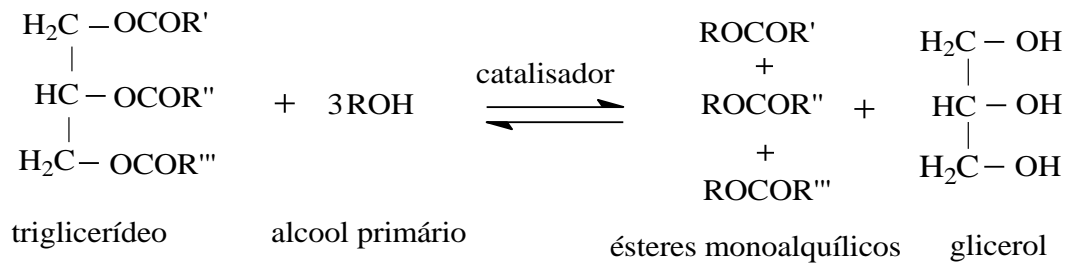 H₂C – OCOR'
HC – OCOR"
H₂C – OCOR'''
triglicerídeo
+
3ROH
alcool primário
catalisador
ROCOR'
+
ROCOR"
+
ROCOR'''
ésteres monoalquílicos
+
H₂C – OH
HC – OH
H₂C – OH
glicerol